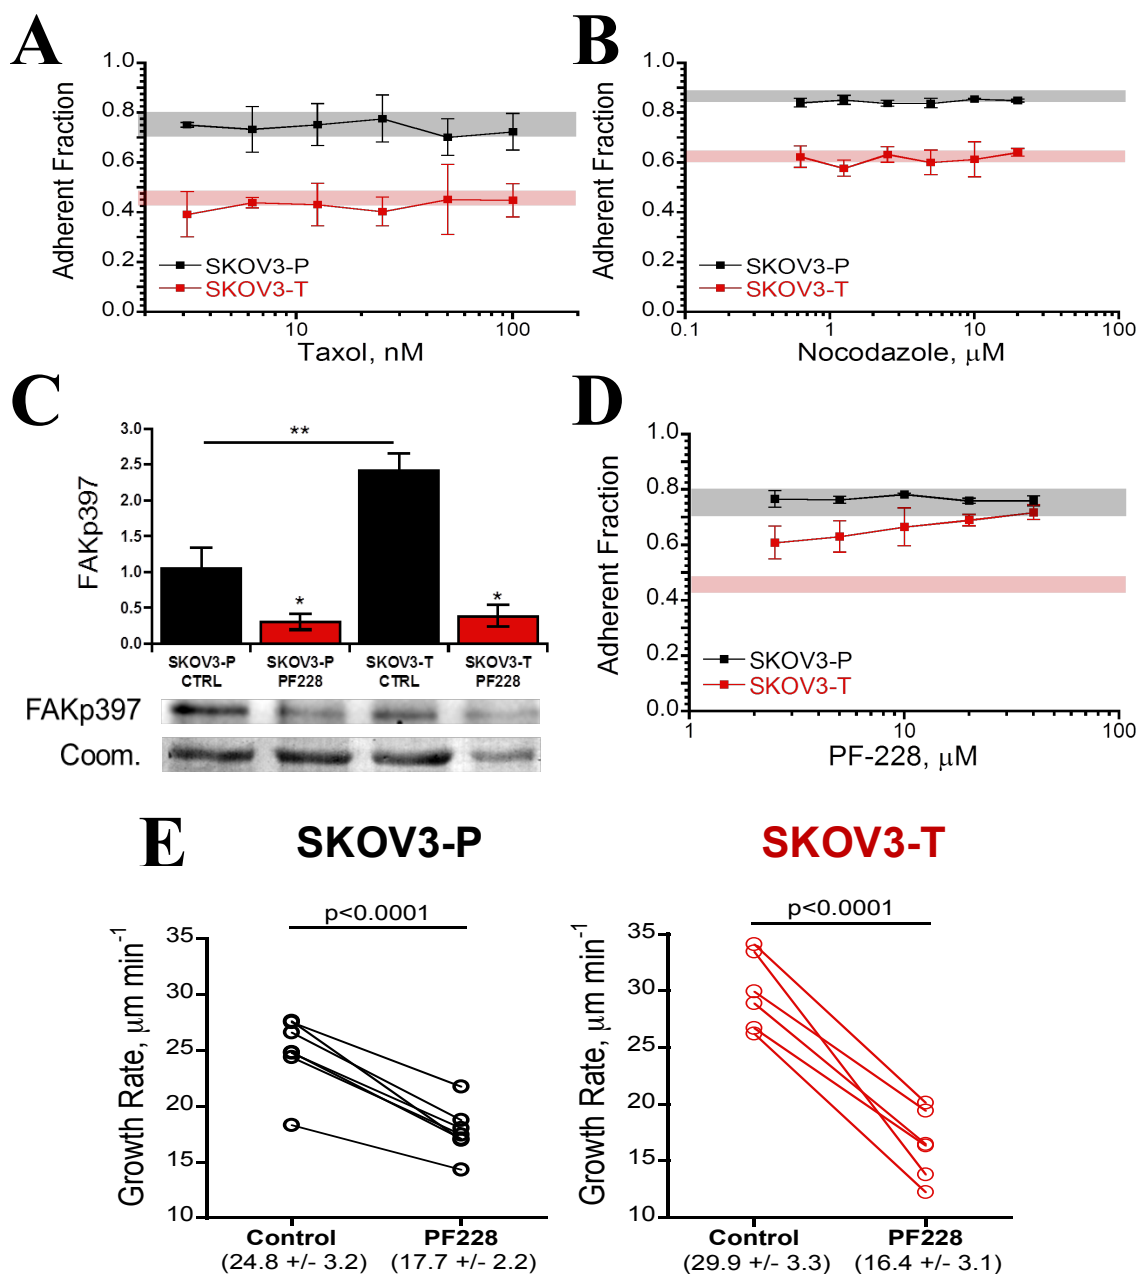 A
1.0
0.8
0.6
0.4
0.2
0.0
Adherent Fraction
SKOV3-P
SKOV3-T
10
100
Taxol, nM
B
1.0
0.8
0.6
0.4
0.2
0.0
Adherent Fraction
SKOV3-P
SKOV3-T
0.1
1
10
100
Nocodazole, μM
C
3.0
2.5
2.0
1.5
1.0
0.5
0.0
FAKp397
**
*
*
SKOV3-P CTRL
SKOV3-P PF228
SKOV3-T CTRL
SKOV3-T PF228
FAKp397
Coom.
D
1.0
0.8
0.6
0.4
0.2
0.0
Adherent Fraction
SKOV3-P
SKOV3-T
1
10
100
PF-228, μM
E
SKOV3-P
p<0.0001
35
30
25
20
15
10
Growth Rate, μm min⁻¹
Control
(24.8 +/- 3.2)
PF228
(17.7 +/- 2.2)
SKOV3-T
p<0.0001
35
30
25
20
15
10
Growth Rate, μm min⁻¹
Control
(29.9 +/- 3.3)
PF228
(16.4 +/- 3.1)